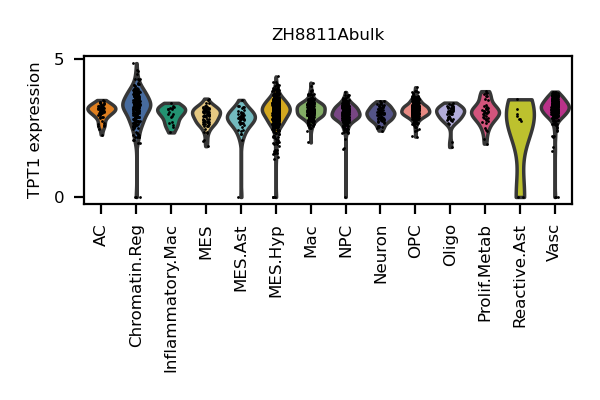 ZH8811Abulk
TPT1 expression
5
0
AC
Chromatin.Reg
Inflammatory.Mac
MES
MES.Ast
MES.Hyp
Mac
NPC
Neuron
OPC
Oligo
Prolif.Metab
Reactive.Ast
Vasc